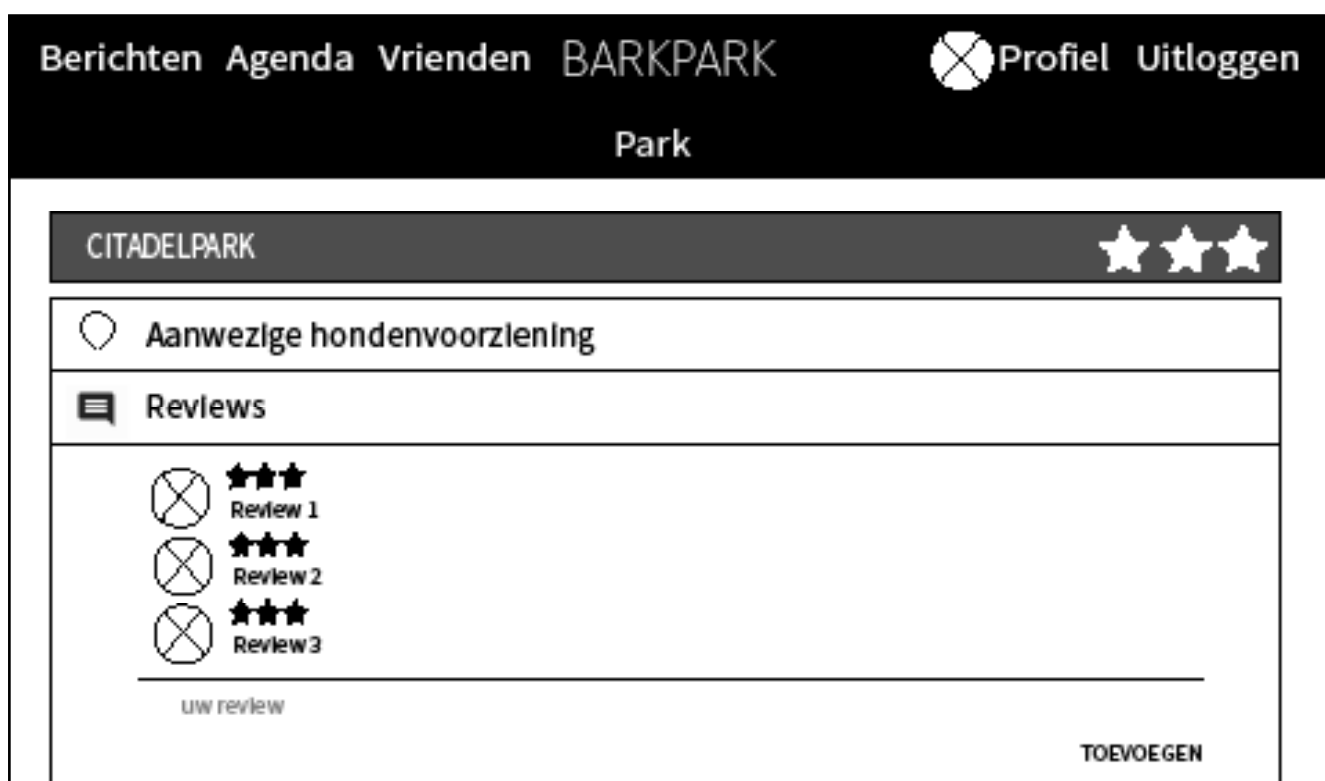 Berichten Agenda Vrienden BARKPARK Profiel Uitloggen
Park
CITADELPARK
Aanwezige hondenvoorziening
Reviews
Review 1
Review 2
Review 3
uw review
TOEVOEGEN